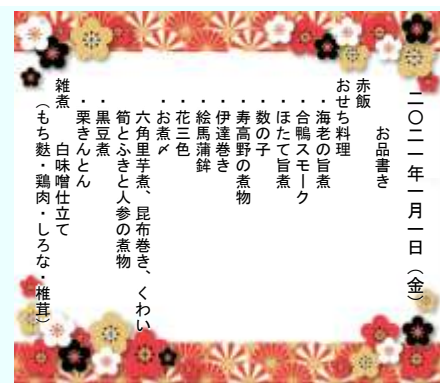 二〇二一年一月一日(金)
お品書き
赤飯
おせち料理
・海老の旨煮
・合鴨スモーク
・ほたて旨煮
・数の子
・寿高野の煮物
・伊達巻き
・絵馬蒲鉾
・花三色
・お煮〆
六角里芋煮、昆布巻き、くわい
筍とふきと人参の煮物
・黒豆煮
・栗きんとん
雑煮 白味噌仕立て
(もち麩・鶏肉・しろな・椎茸)